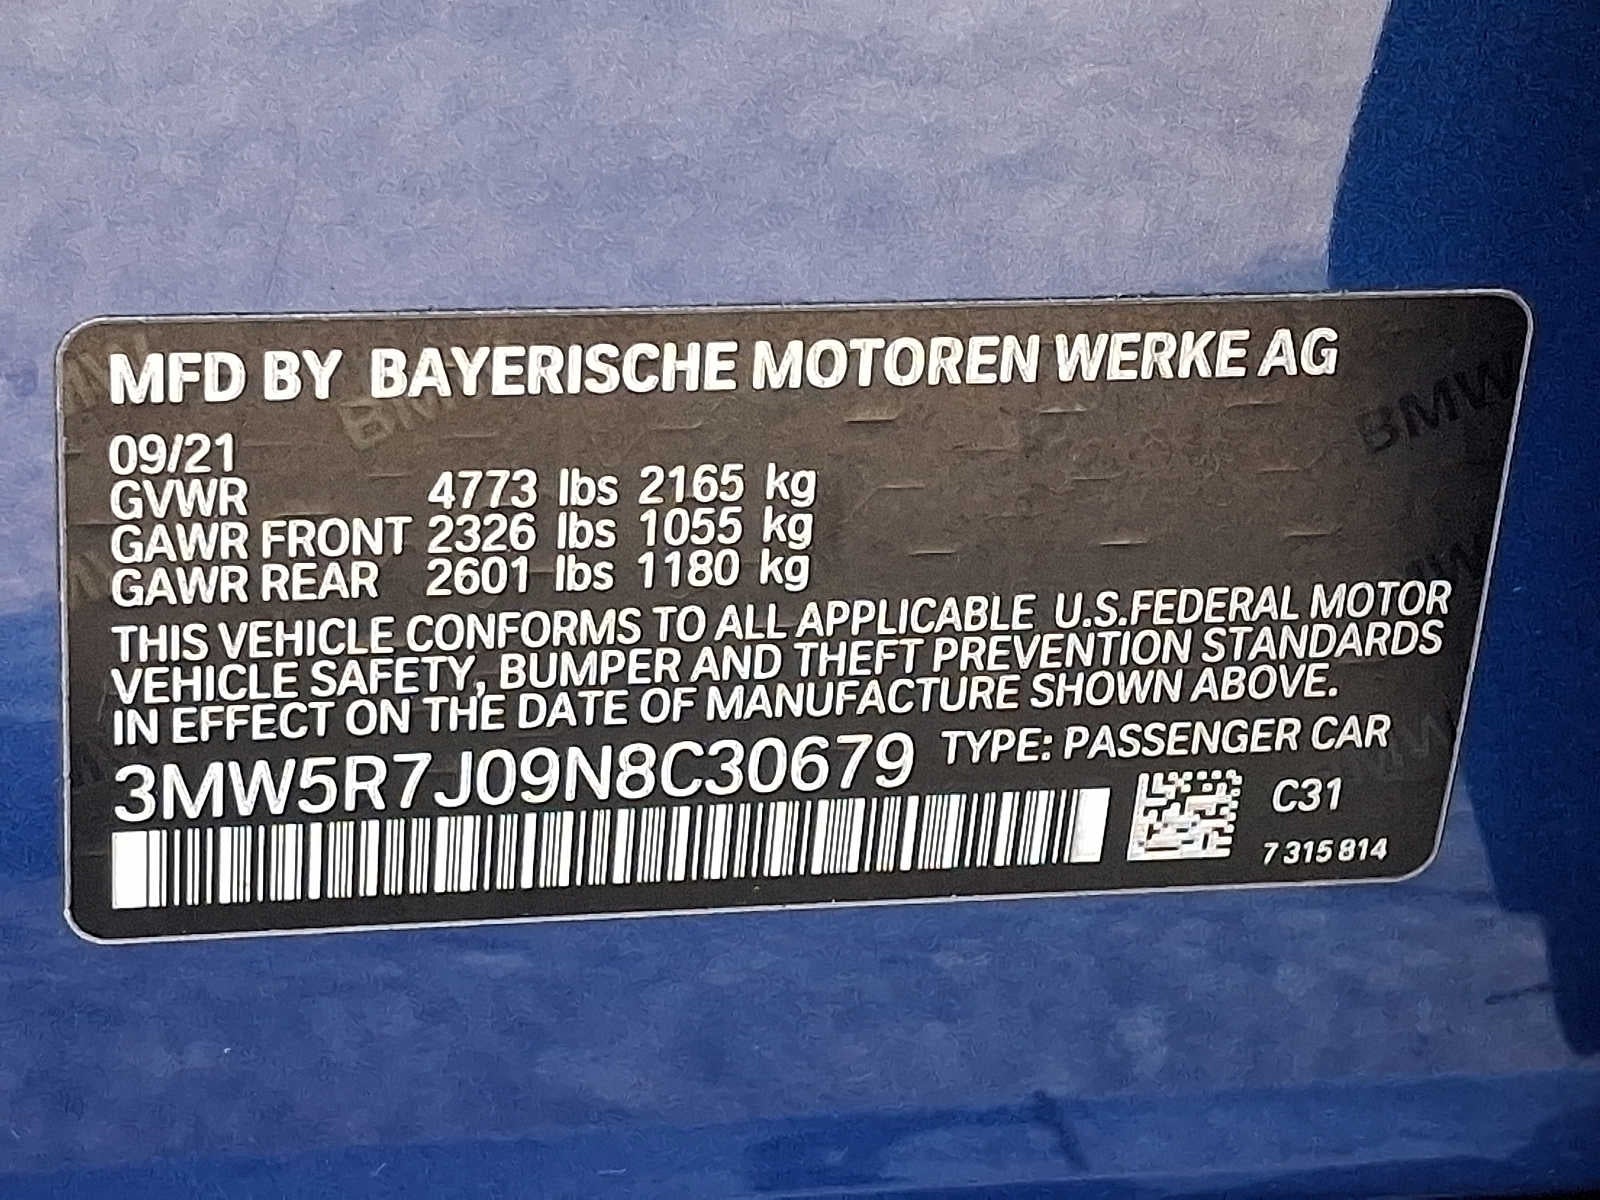 MFD BY BAYERISCHE MOTOREN WERKE AG
09/21
GVWR 4773 lbs 2165 kg
GAWR FRONT 2326 lbs 1055 kg
GAWR REAR 2601 lbs 1180 kg
THIS VEHICLE CONFORMS TO ALL APPLICABLE U.S.FEDERAL MOTOR
VEHICLE SAFETY, BUMPER AND THEFT PREVENTION STANDARDS
IN EFFECT ON THE DATE OF MANUFACTURE SHOWN ABOVE.
3MW5R7J09N8C30679 TYPE: PASSENGER CAR
C31
7 315 814
BMW
BMW